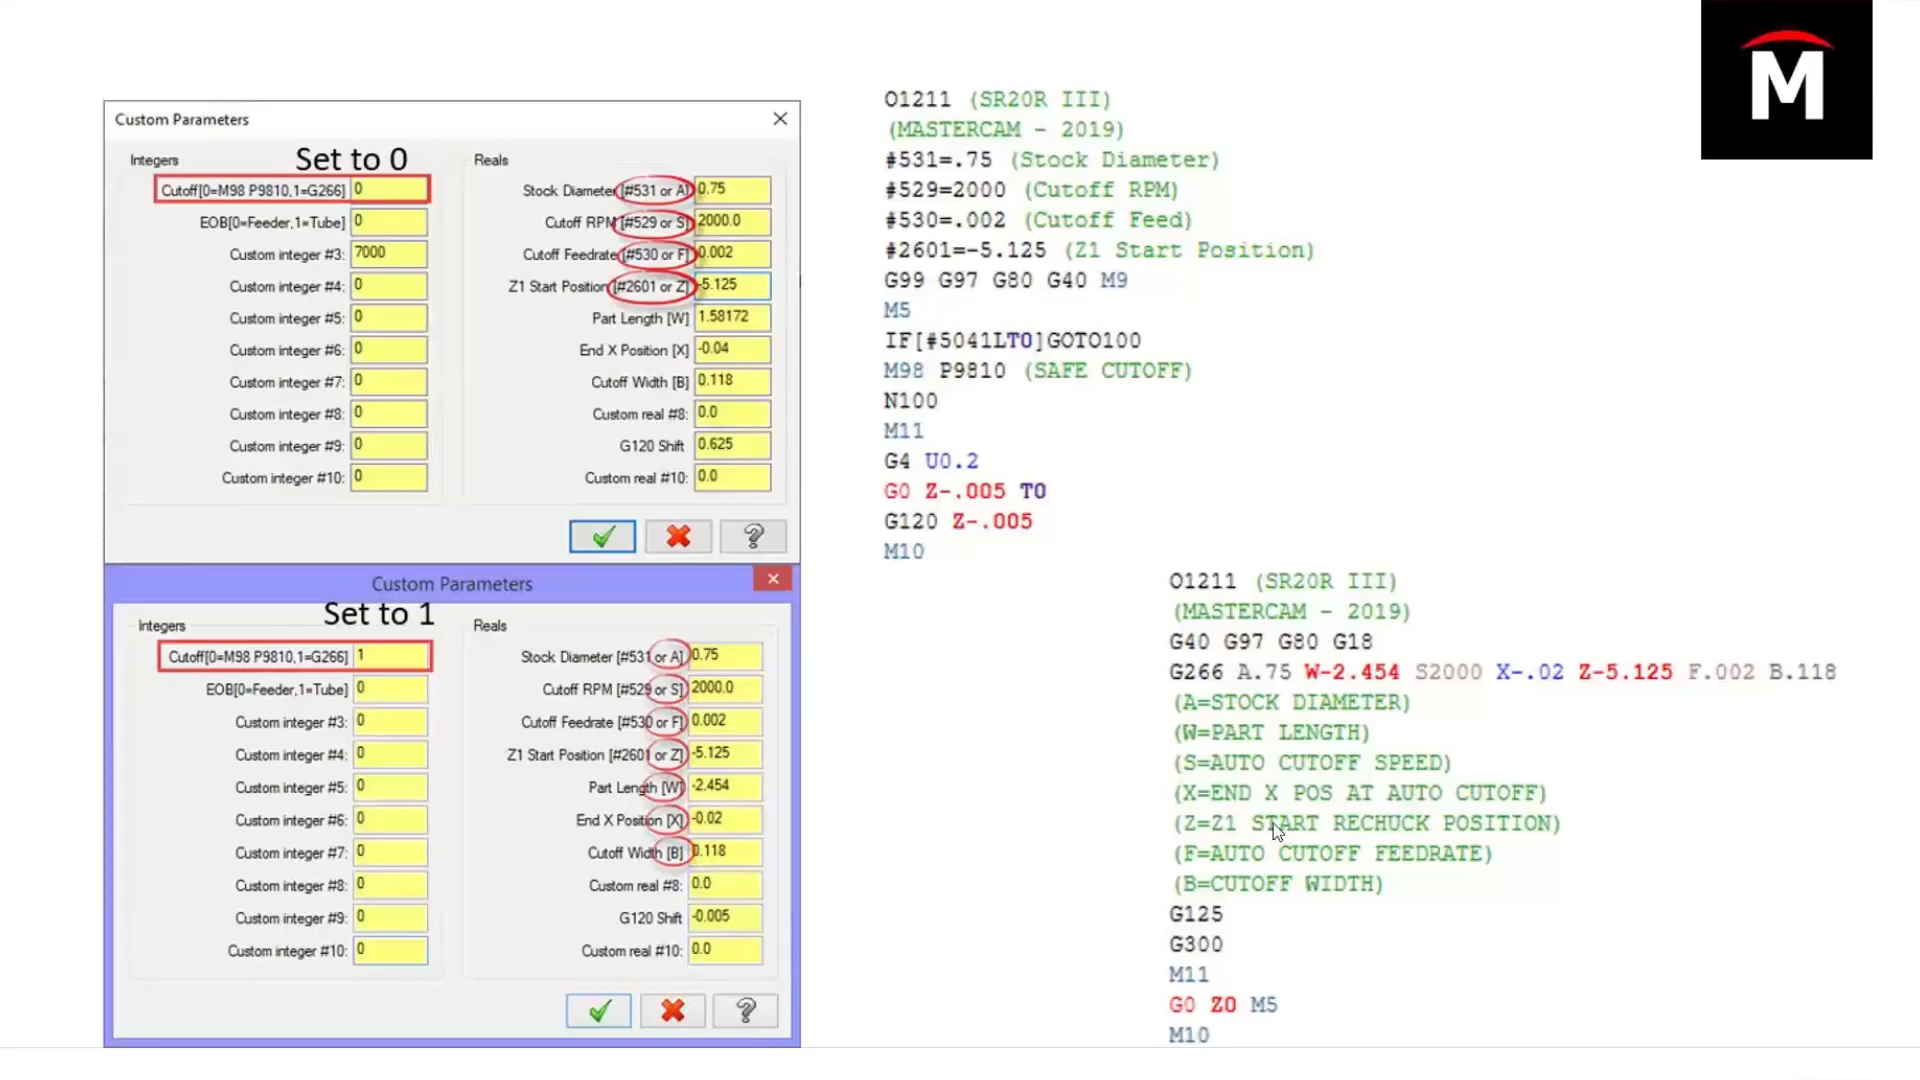 M
Custom Parameters
Integers
Set to 0
Reals
Cutoff[0=M98 P9810,1=G266] 0
EOB[0=Feeder,1=Tube] 0
Custom integer #3: 7000
Custom integer #4: 0
Custom integer #5: 0
Custom integer #6: 0
Custom integer #7: 0
Custom integer #8: 0
Custom integer #9: 0
Custom integer #10: 0
Stock Diameter [#531 or A] 0.75
Cutoff RPM [#529 or S] 2000.0
Cutoff Feedrate [#530 or F] 0.002
Z1 Start Position [#2601 or Z] -5.125
Part Length [W] 1.58172
End X Position [X] -0.04
Cutoff Width [B] 0.118
Custom real #8: 0.0
G120 Shift 0.625
Custom real #10: 0.0
Custom Parameters
Set to 1
Integers
Reals
Cutoff[0=M98 P9810,1=G266] 1
EOB[0=Feeder,1=Tube] 0
Custom integer #3: 0
Custom integer #4: 0
Custom integer #5: 0
Custom integer #6: 0
Custom integer #7: 0
Custom integer #8: 0
Custom integer #9: 0
Custom integer #10: 0
Stock Diameter [#531 or A] 0.75
Cutoff RPM [#529 or S] 2000.0
Cutoff Feedrate [#530 or F] 0.002
Z1 Start Position [#2601 or Z] -5.125
Part Length [W] -2.454
End X Position [X] -0.02
Cutoff Width [B] 0.118
Custom real #8: 0.0
G120 Shift -0.005
Custom real #10: 0.0
O1211 (SR20R III)
(MASTERCAM - 2019)
#531=.75 (Stock Diameter)
#529=2000 (Cutoff RPM)
#530=.002 (Cutoff Feed)
#2601=-5.125 (Z1 Start Position)
G99 G97 G80 G40 M9
M5
IF[#5041LT0]GOTO100
M98 P9810 (SAFE CUTOFF)
N100
M11
G4 U0.2
G0 Z-.005 T0
G120 Z-.005
M10
O1211 (SR20R III)
(MASTERCAM - 2019)
G40 G97 G80 G18
G266 A.75 W-2.454 S2000 X-.02 Z-5.125 F.002 B.118
(A=STOCK DIAMETER)
(W=PART LENGTH)
(S=AUTO CUTOFF SPEED)
(X=END X POS AT AUTO CUTOFF)
(Z=Z1 START RECHUCK POSITION)
(F=AUTO CUTOFF FEEDRATE)
(B=CUTOFF WIDTH)
G125
G300
M11
G0 Z0 M5
M10